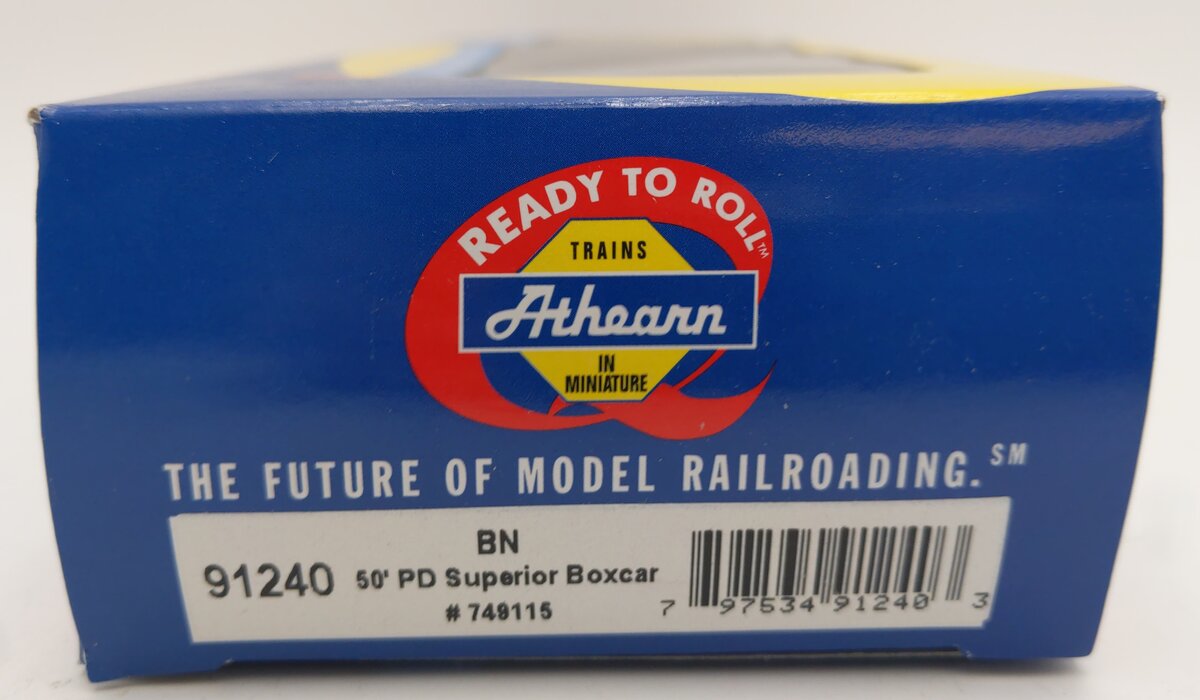 READY TO ROLL™
TRAINS
Athearn
IN
MINIATURE
THE FUTURE OF MODEL RAILROADING.℠
BN
91240 50' PD Superior Boxcar
# 749115
7 97534 91240 3